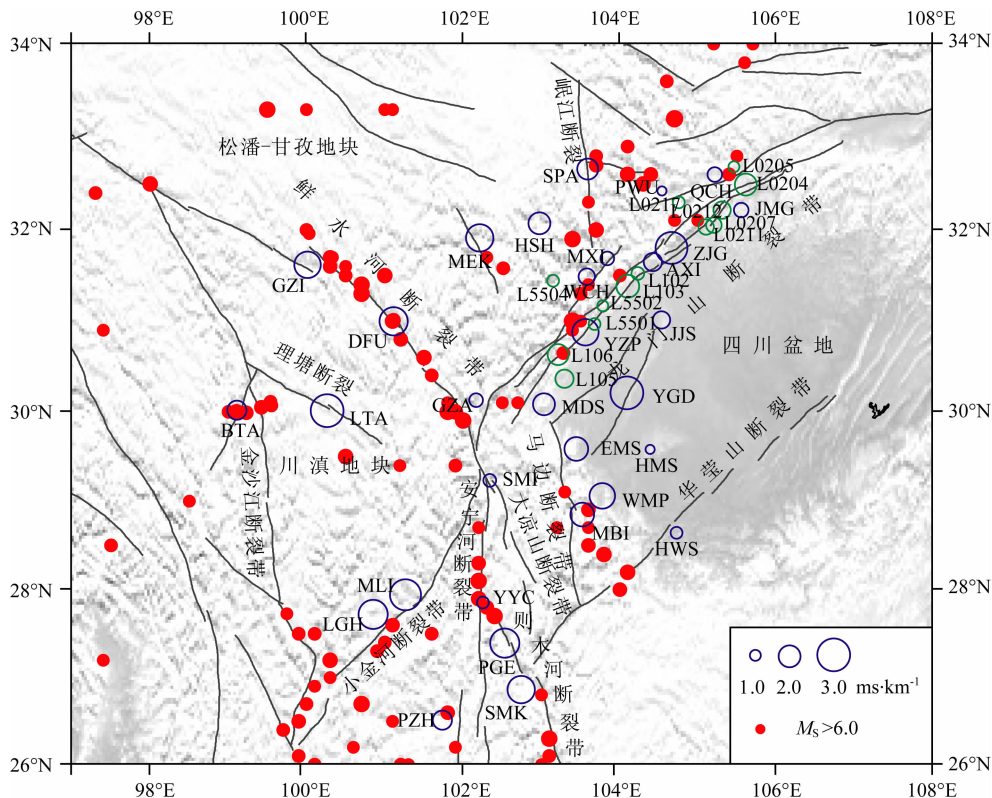 98°E
100°E
102°E
104°E
106°E
108°E
34°N
34°N
岷江断裂
松潘-甘孜地块
SPA
PWU
QCH
L0205
L0204
L0217
L0212
JMG
L0207
L0211
鲜水河断裂带
32°N
32°N
HSH
MEK
MXI
ZJG
AXI
GZI
L5504
WCH
L102
L103
L5502
L5501
YZP
JJS
龙门山断裂带
DFU
四川盆地
理塘断裂
L106
L105
GZA
MDS
YGD
30°N
30°N
BTA
LTA
川滇地块
EMS
HMS
华莹山断裂带
金沙江断裂带
SMI
安宁河断裂带
大凉山断裂带
马边断裂带
WMP
MBI
HWS
28°N
28°N
MLI
YYC
LGH
小金河断裂带
则木河断裂带
PGE
SMK
PZH
1.0
2.0
3.0
ms·km-1
MS>6.0
26°N
26°N
98°E
100°E
102°E
104°E
106°E
108°E